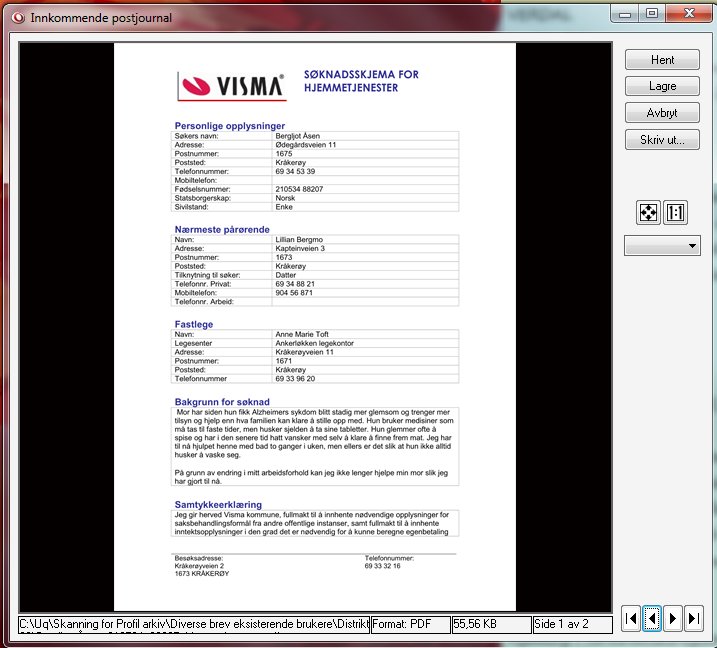 Innkommende postjournal
VISMA®
SØKNADSSKJEMA FOR
HJEMMETJENESTER
Personlige opplysninger
Søkers navn: Bergljot Åsen
Adresse: Ødegårdsveien 11
Postnummer: 1675
Poststed: Kråkerøy
Telefonnummer: 69 34 53 39
Mobiltelefon:
Fødselsnummer: 210534 88207
Statsborgerskap: Norsk
Sivilstand: Enke
Nærmeste pårørende
Navn: Lillian Bergmo
Adresse: Kapteinveien 3
Postnummer: 1673
Poststed: Kråkerøy
Tilknytning til søker: Datter
Telefonnr. Privat: 69 34 88 21
Mobiltelefon: 904 56 871
Telefonnr. Arbeid:
Fastlege
Navn: Anne Marie Toft
Legesenter Ankerløkken legekontor
Adresse: Kråkerøyveien 11
Postnummer: 1671
Poststed: Kråkerøy
Telefonnummer 69 33 96 20
Bakgrunn for søknad
Mor har siden hun fikk Alzheimers sykdom blitt stadig mer glemsom og trenger mer
tilsyn og hjelp enn hva familien kan klare å stille opp med. Hun bruker medisiner som
må tas til faste tider, men husker sjelden å ta sine tabletter. Hun glemmer ofte å
spise og har i den senere tid hatt vansker med selv å klare å finne frem mat. Jeg har
til nå hjulpet henne med bad to ganger i uken, men ellers er det slik at hun ikke alltid
husker å vaske seg.
På grunn av endring i mitt arbeidsforhold kan jeg ikke lenger hjelpe min mor slik jeg
har gjort til nå.
Samtykkeerklæring
Jeg gir herved Visma kommune, fullmakt til å innhente nødvendige opplysninger for
saksbehandlingsformål fra andre offentlige instanser, samt fullmakt til å innhente
inntektsopplysninger i den grad det er nødvendig for å kunne beregne egenbetaling
Besøksadresse: Telefonnummer:
Kråkerøyveien 2 69 33 32 16
1673 KRÅKERØY
Hent
Lagre
Avbryt
Skriv ut...
1:1
C:\Uq\Skanning for Profil arkiv\Diverse brev eksisterende brukere\Distrikt
Format: PDF
55,56 KB
Side 1 av 2